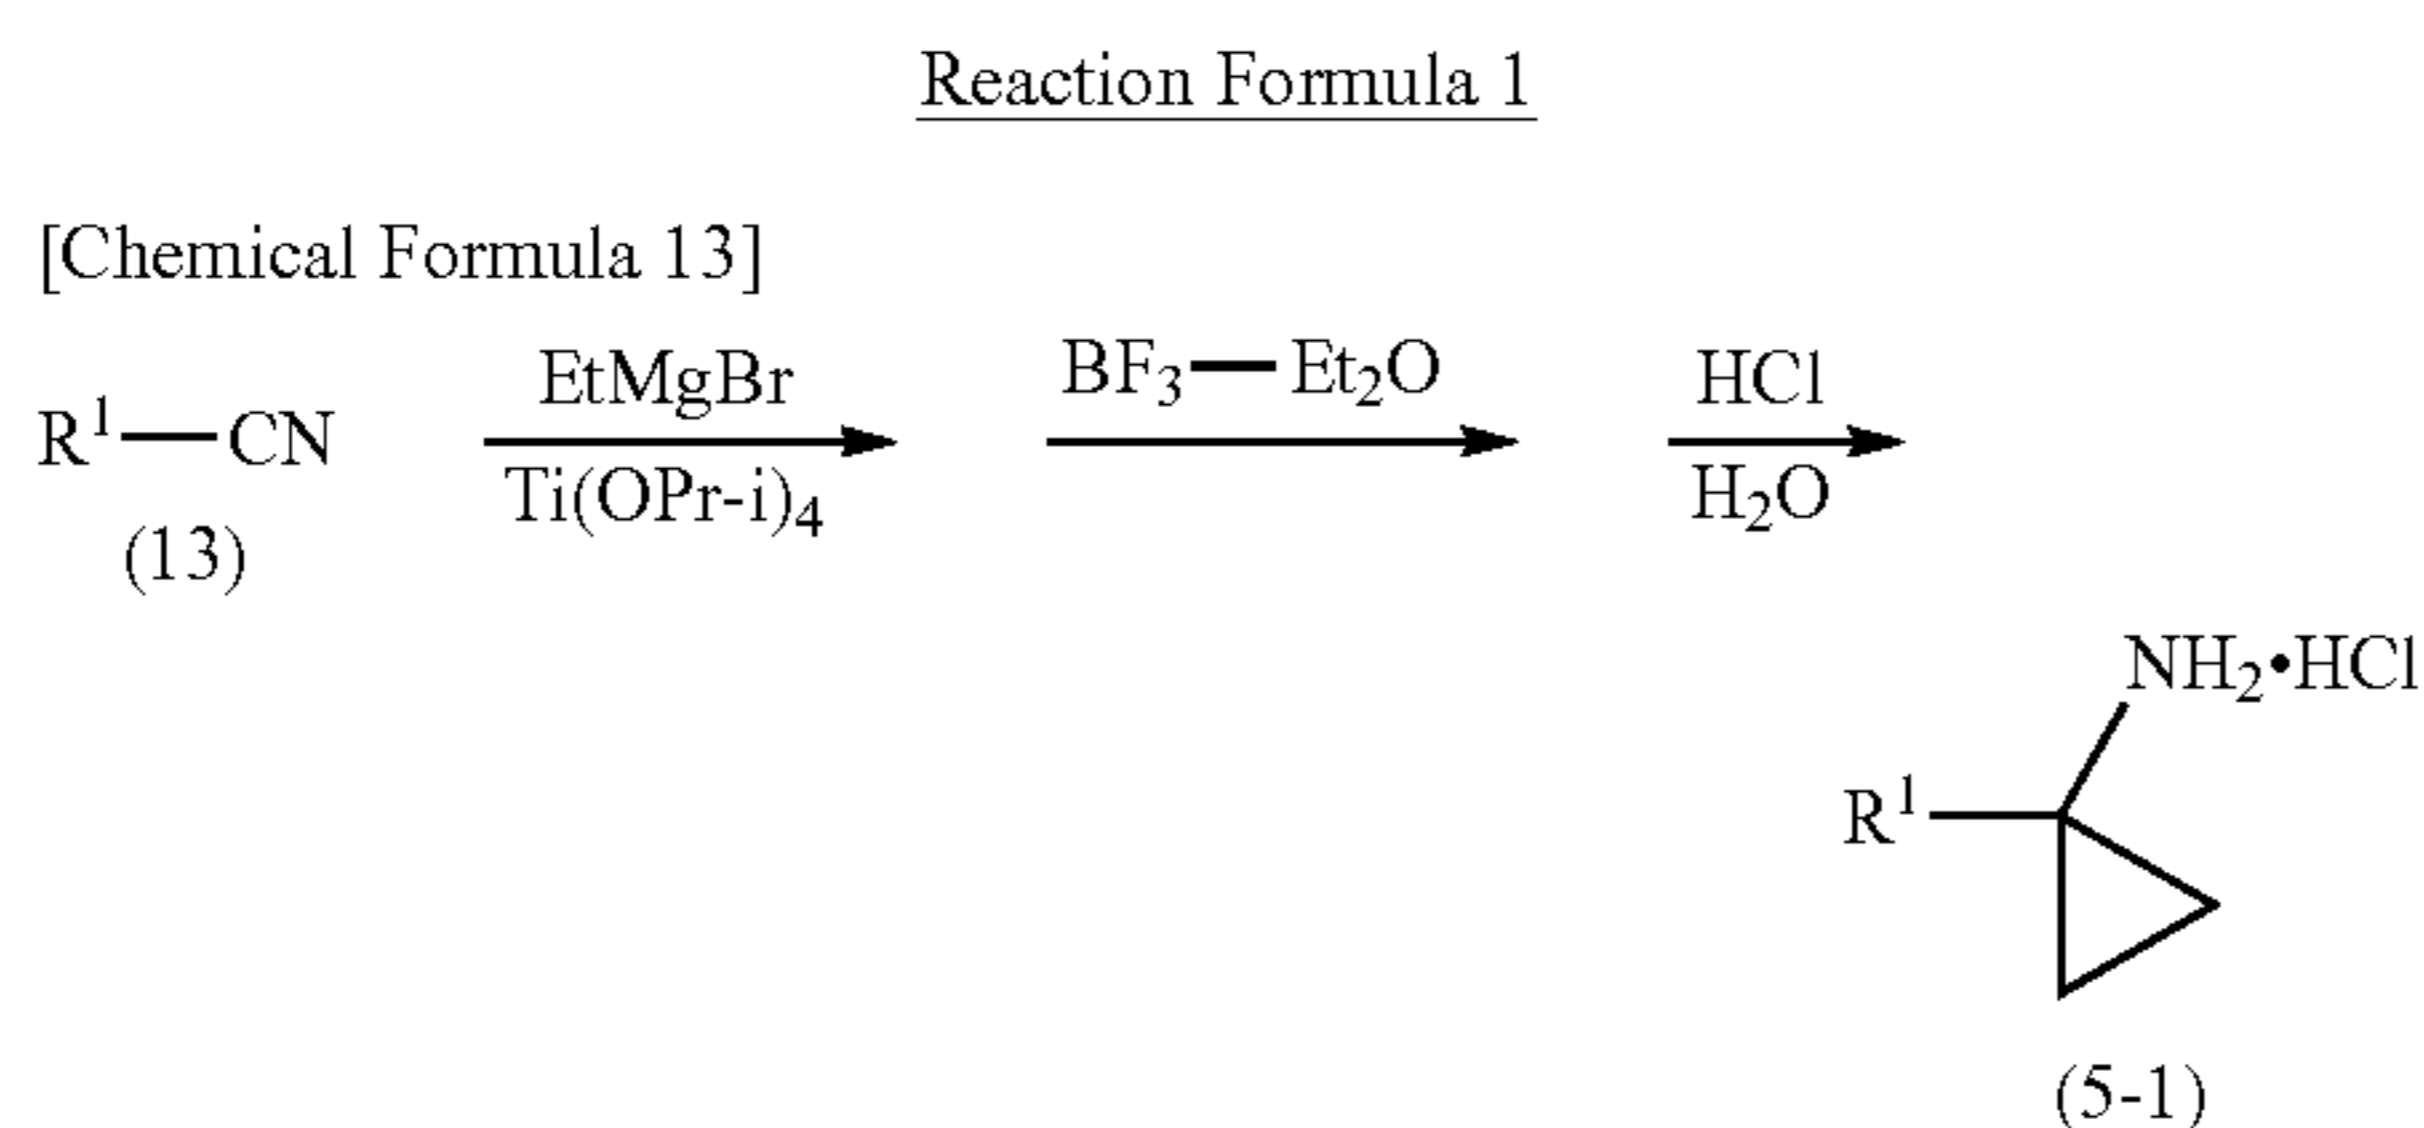 Reaction Formula 1
[Chemical Formula 13]
R¹—CN
(13)
EtMgBr
Ti(OPr-i)₄
BF₃—Et₂O
HCl
H₂O
NH₂•HCl
R¹
(5-1)